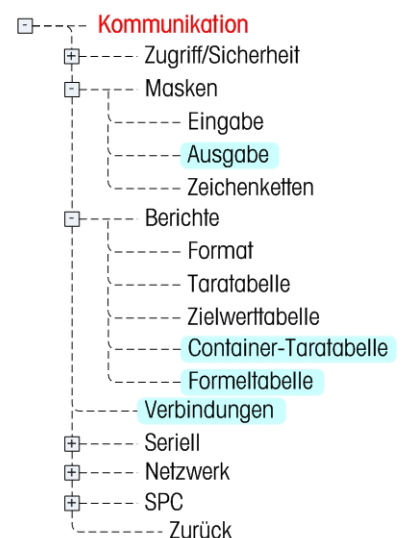 Kommunikation
Zugriff/Sicherheit
Masken
Eingabe
Ausgabe
Zeichenketten
Berichte
Format
Taratabelle
Zielwerttabelle
Container-Taratabelle
Formeltabelle
Verbindungen
Seriell
Netzwerk
SPC
Zurück